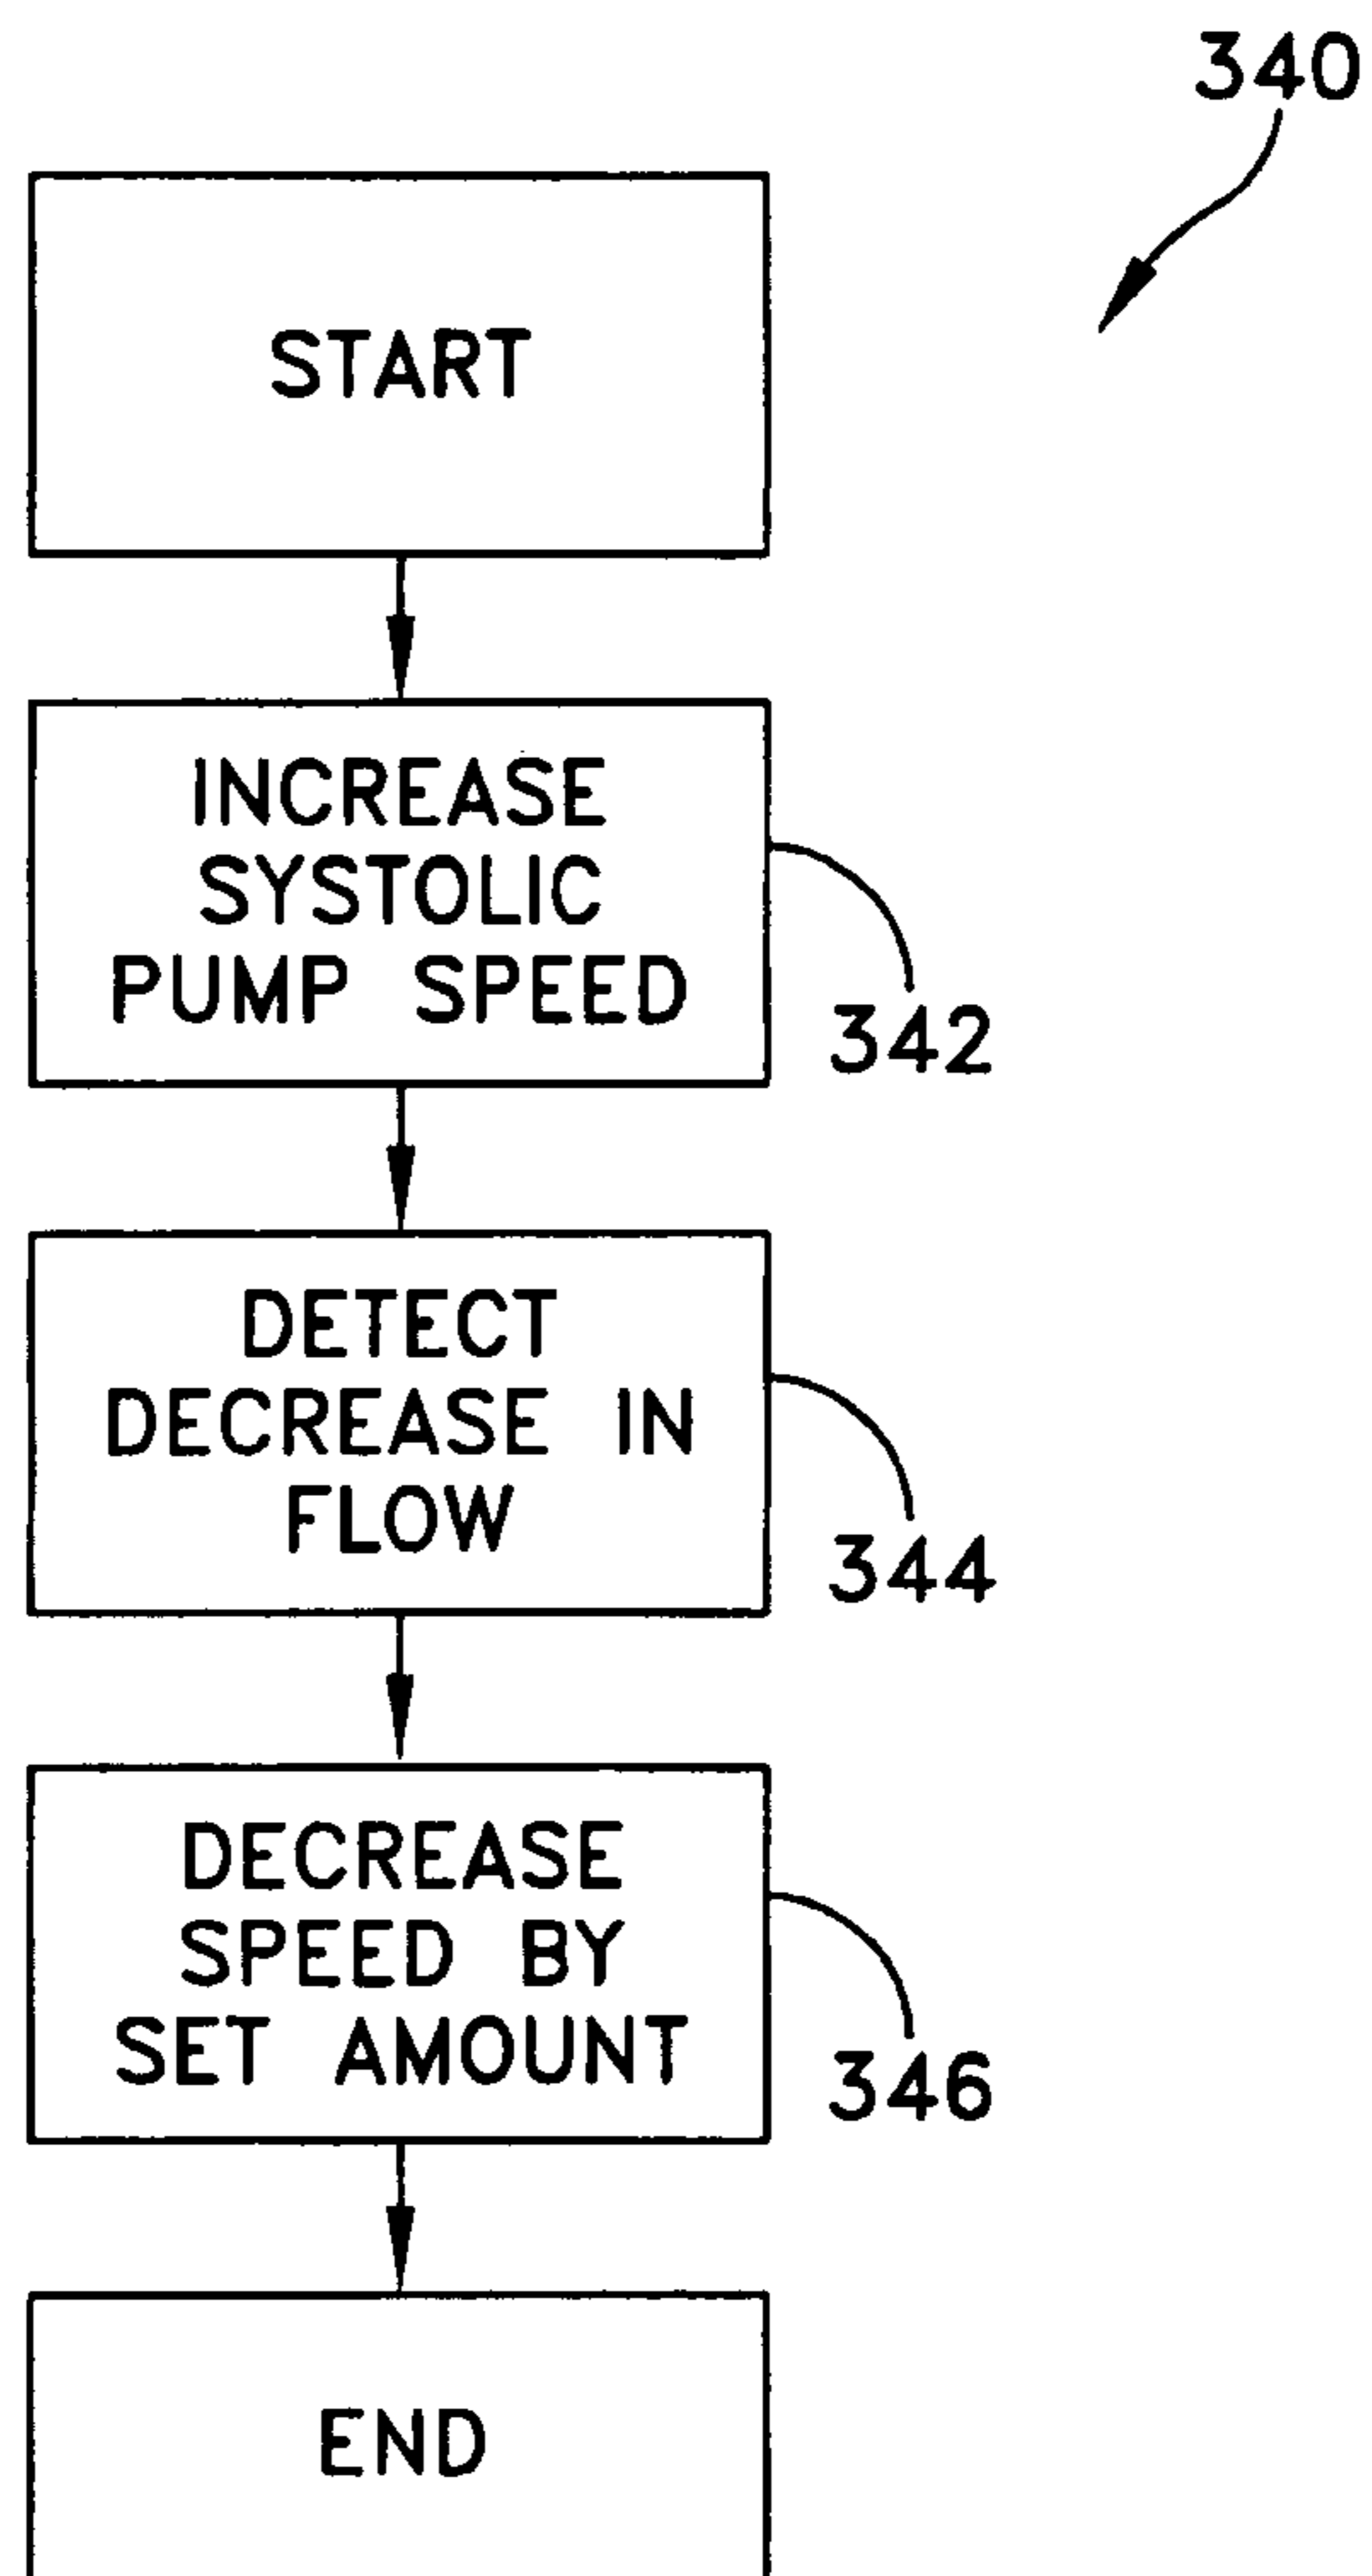 340
START
INCREASE
SYSTOLIC
PUMP SPEED
342
DETECT
DECREASE IN
FLOW
344
DECREASE
SPEED BY
SET AMOUNT
346
END